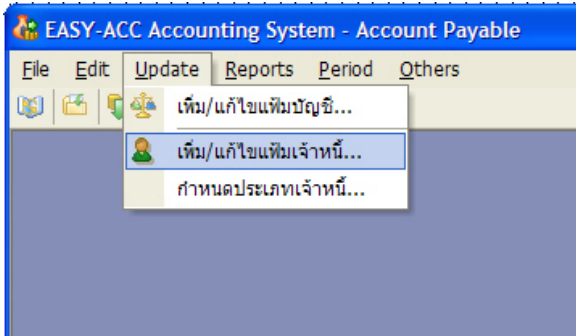 EASY-ACC Accounting System - Account Payable
File Edit Update Reports Period Others
เพิ่ม/แก้ไขแฟ้มบัญชี...
เพิ่ม/แก้ไขแฟ้มเจ้าหนี้...
กำหนดประเภทเจ้าหนี้...